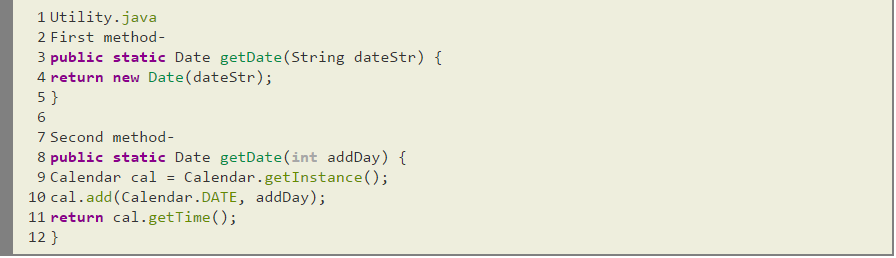 1 Utility.java
2 First method-
3 public static Date getDate(String dateStr) {
4 return new Date(dateStr);
5 }
6
7 Second method-
8 public static Date getDate(int addDay) {
9 Calendar cal = Calendar.getInstance();
10 cal.add(Calendar.DATE, addDay);
11 return cal.getTime();
12 }